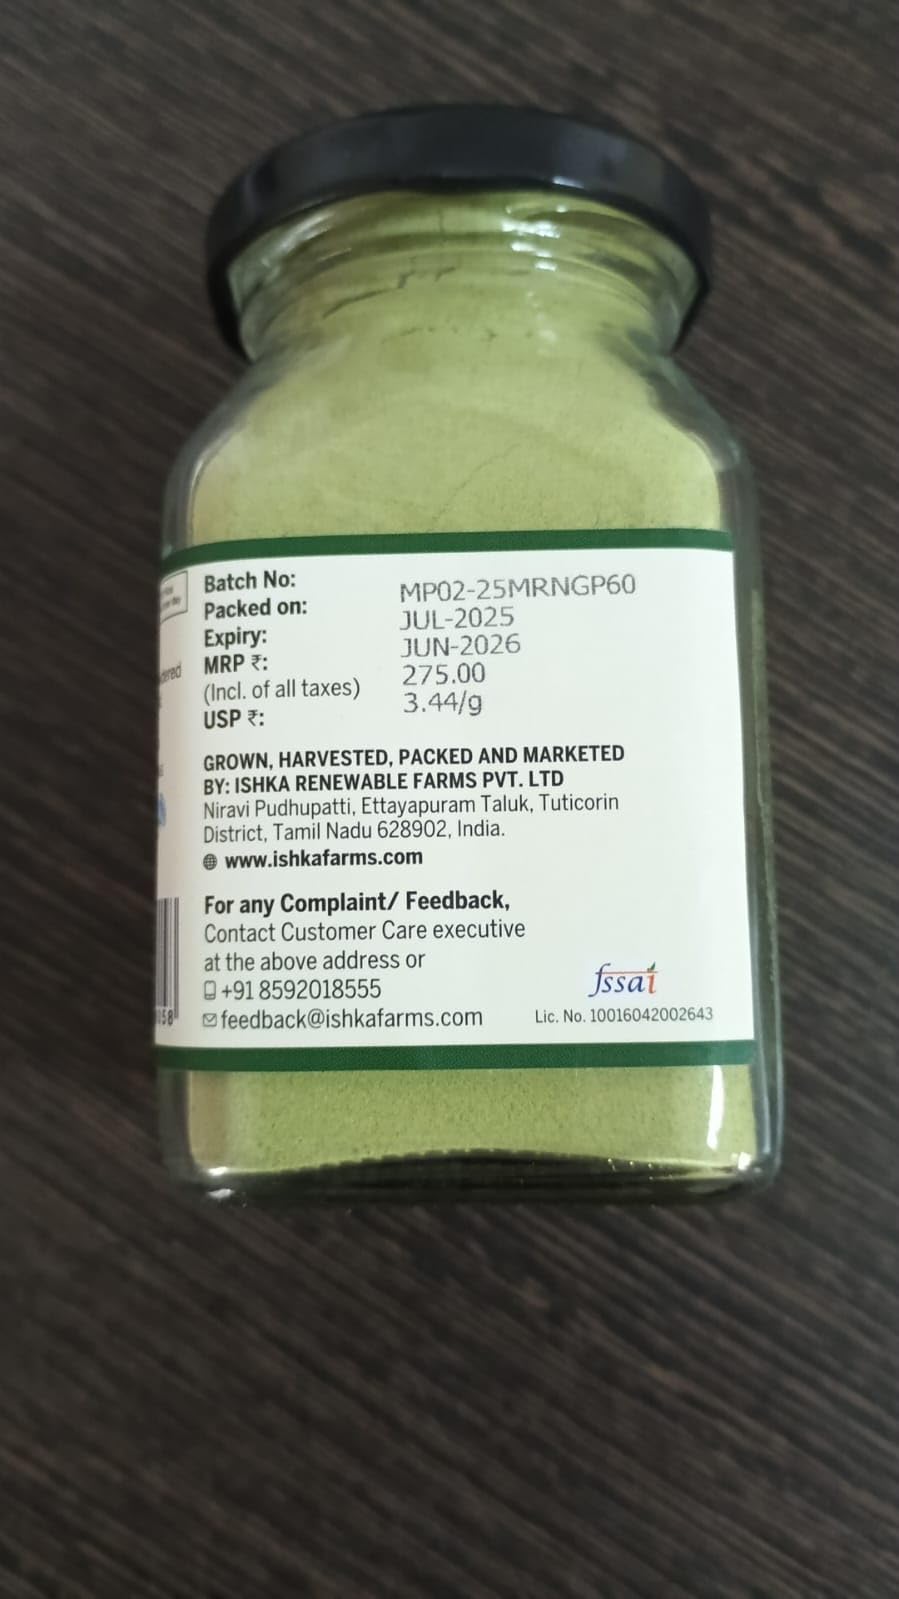 Batch No: MP02-25MRNGP60
Packed on: JUL-2025
Expiry: JUN-2026
MRP ₹: 275.00
(Incl. of all taxes)
USP ₹: 3.44/g
GROWN, HARVESTED, PACKED AND MARKETED
BY: ISHKA RENEWABLE FARMS PVT. LTD
Niravi Pudhupatti, Ettayapuram Taluk, Tuticorin
District, Tamil Nadu 628902, India.
www.ishkafarms.com
For any Complaint/ Feedback,
Contact Customer Care executive
at the above address or
+91 8592018555
feedback@ishkafarms.com
fssai
Lic. No. 10016042002643